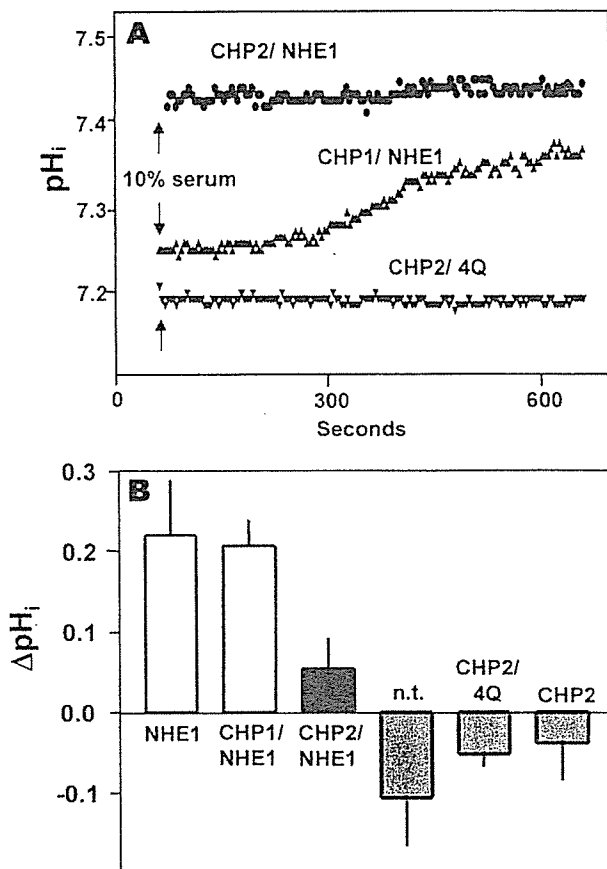 A
7.5
CHP2/ NHE1
7.4
CHP1/ NHE1
pHi
10% serum
7.3
CHP2/ 4Q
7.2
0
300
600
Seconds
B
0.3
0.2
ΔpHi
0.1
0.0
-0.1
NHE1
CHP1/
NHE1
CHP2/
NHE1
n.t.
CHP2/
4Q
CHP2